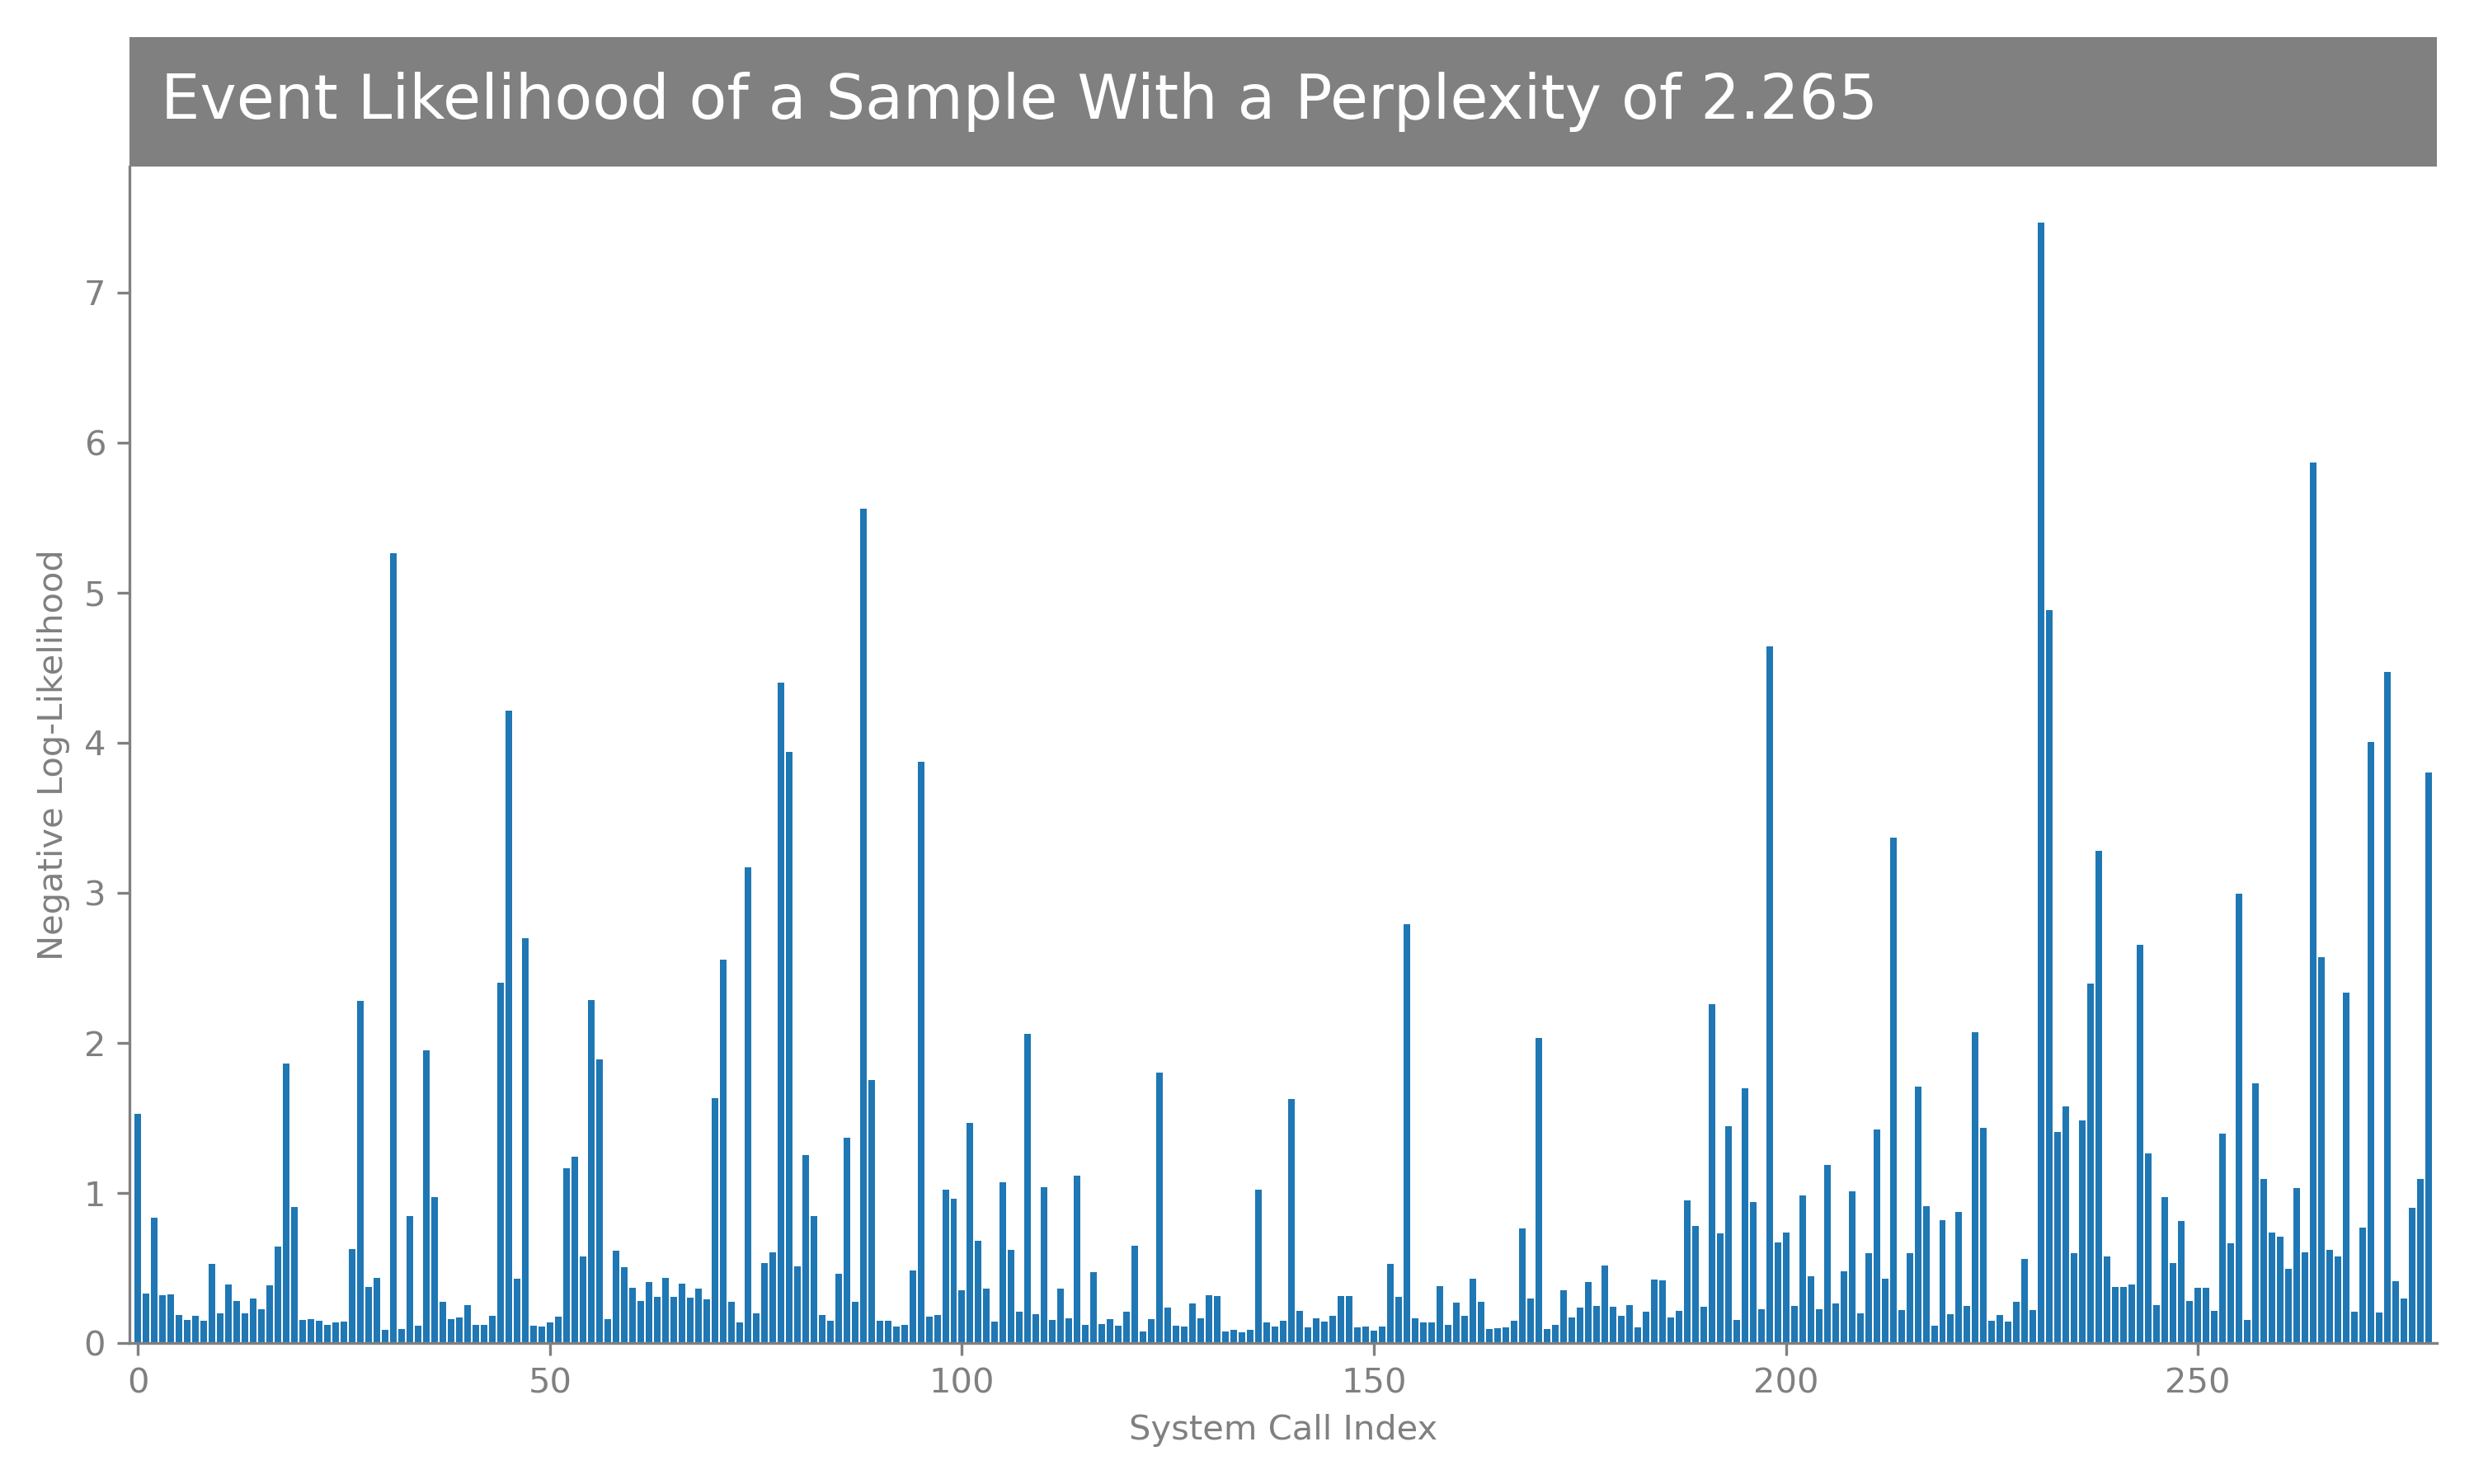 Event Likelihood of a Sample With a Perplexity of 2.265
Negative Log-Likelihood
7
6
5
4
3
2
1
0
0 50 100 150 200 250
System Call Index